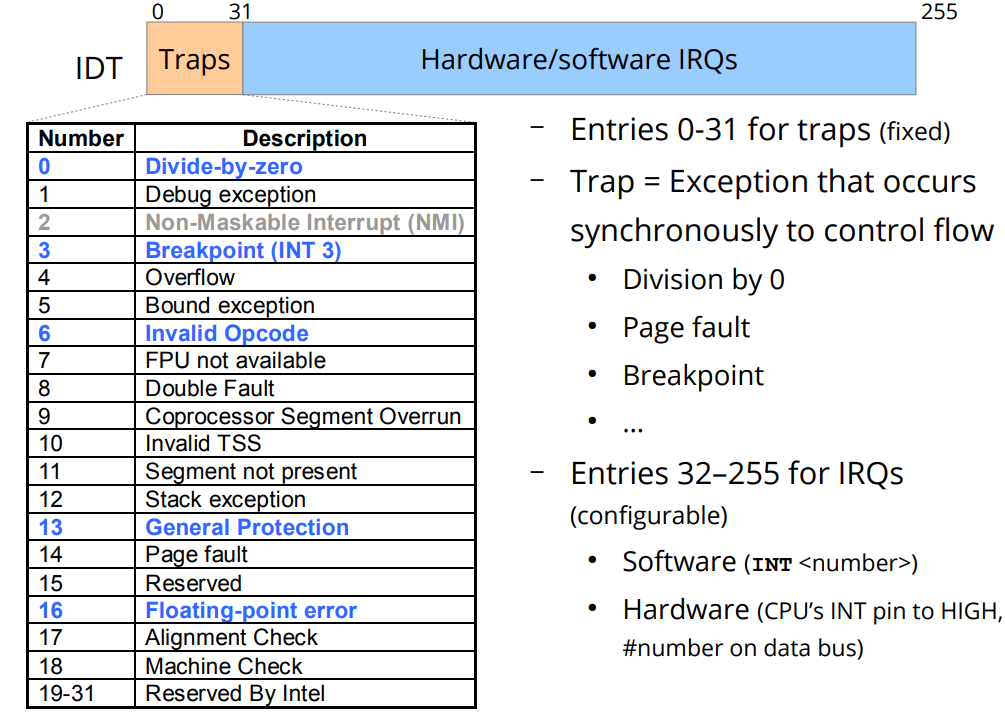 0 31 255
IDT Traps Hardware/software IRQs
Number Description
0 Divide-by-zero
1 Debug exception
2 Non-Maskable Interrupt (NMI)
3 Breakpoint (INT 3)
4 Overflow
5 Bound exception
6 Invalid Opcode
7 FPU not available
8 Double Fault
9 Coprocessor Segment Overrun
10 Invalid TSS
11 Segment not present
12 Stack exception
13 General Protection
14 Page fault
15 Reserved
16 Floating-point error
17 Alignment Check
18 Machine Check
19-31 Reserved By Intel
– Entries 0-31 for traps (fixed)
– Trap = Exception that occurs
synchronously to control flow
• Division by 0
• Page fault
• Breakpoint
• ...
– Entries 32–255 for IRQs
(configurable)
• Software (INT <number>)
• Hardware (CPU’s INT pin to HIGH,
#number on data bus)